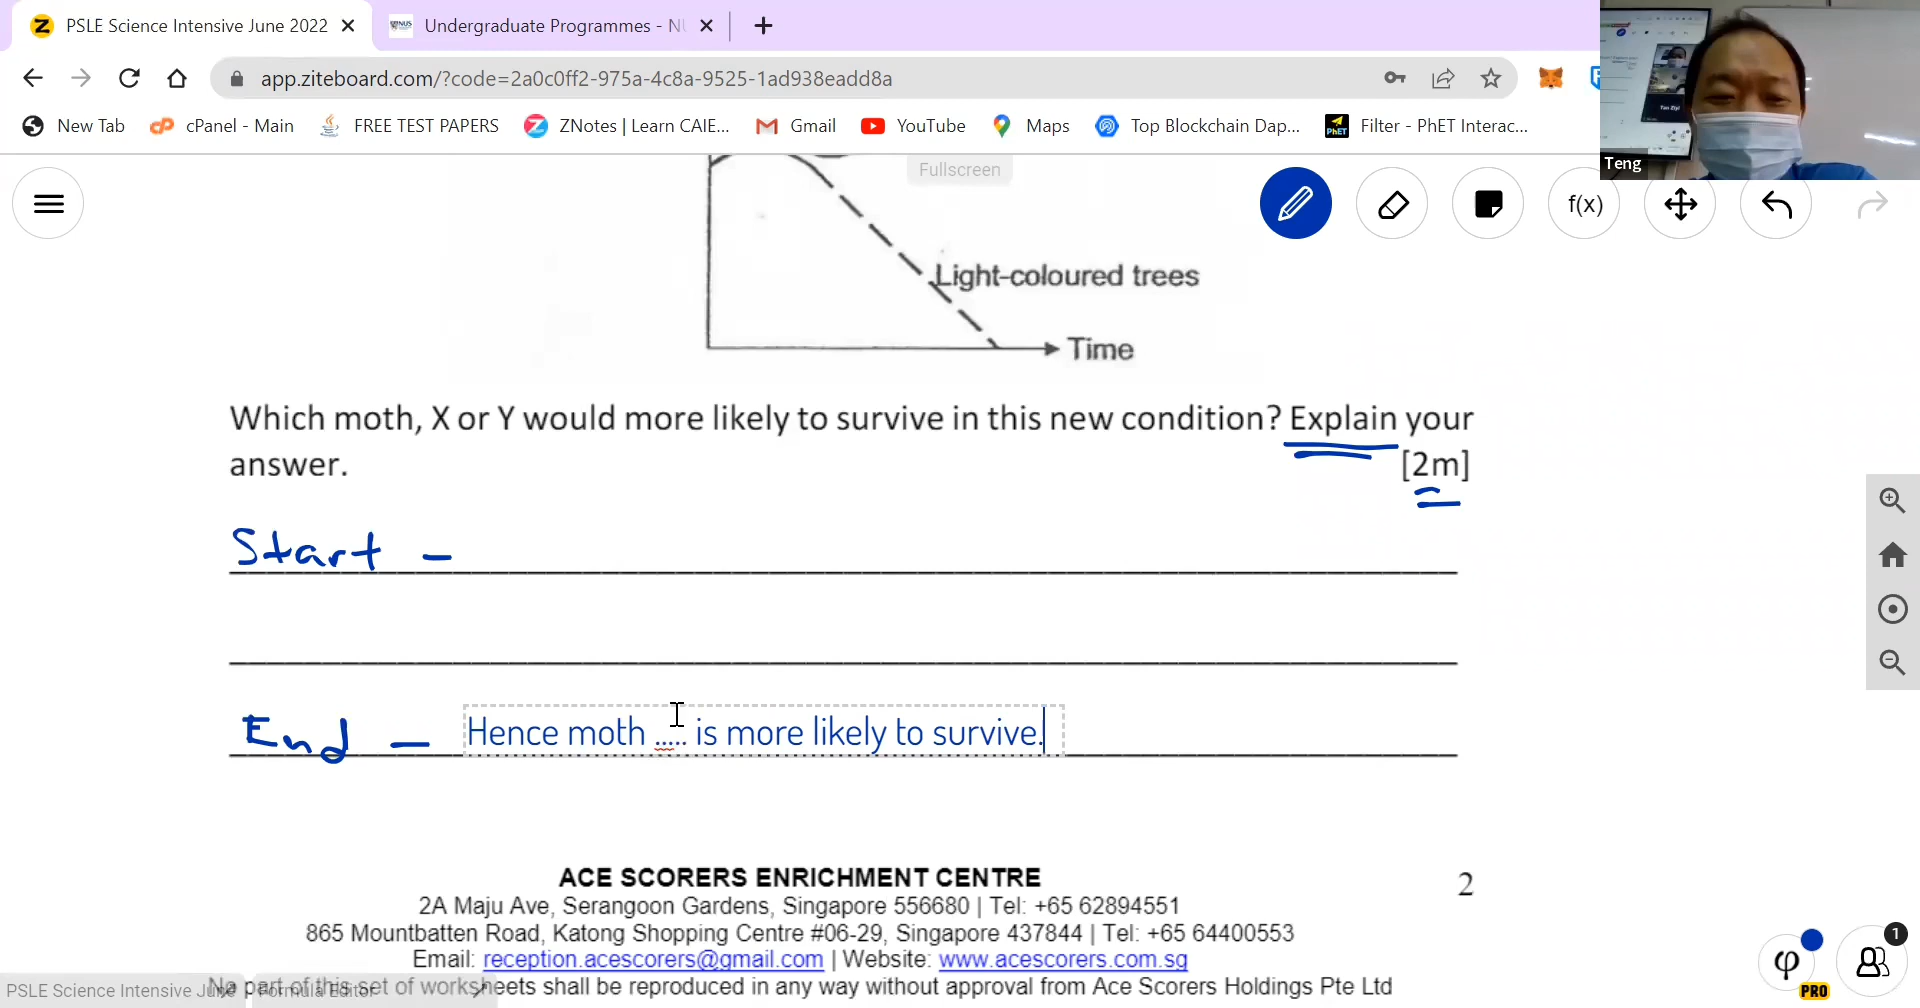 PSLE Science Intensive June 2022
Undergraduate Programmes - NU
app.ziteboard.com/?code=2a0c0ff2-975a-4c8a-9525-1ad938eadd8a
New Tab cPanel - Main FREE TEST PAPERS ZNotes | Learn CAIE... Gmail YouTube Maps Top Blockchain Dap... Filter - PhET Interac...
Teng
Fullscreen
f(x)
Light-coloured trees
Time
Which moth, X or Y would more likely to survive in this new condition? Explain your
answer. [2m]
Start -
End - Hence moth ..... is more likely to survive.
ACE SCORERS ENRICHMENT CENTRE
2
2A Maju Ave, Serangoon Gardens, Singapore 556680 | Tel: +65 62894551
865 Mountbatten Road, Katong Shopping Centre #06-29, Singapore 437844 | Tel: +65 64400553
Email: reception.acescorers@gmail.com | Website: www.acescorers.com.sg
No part of this set of worksheets shall be reproduced in any way without approval from Ace Scorers Holdings Pte Ltd
PSLE Science Intensive June
Formula Editor
φ
PRO
1